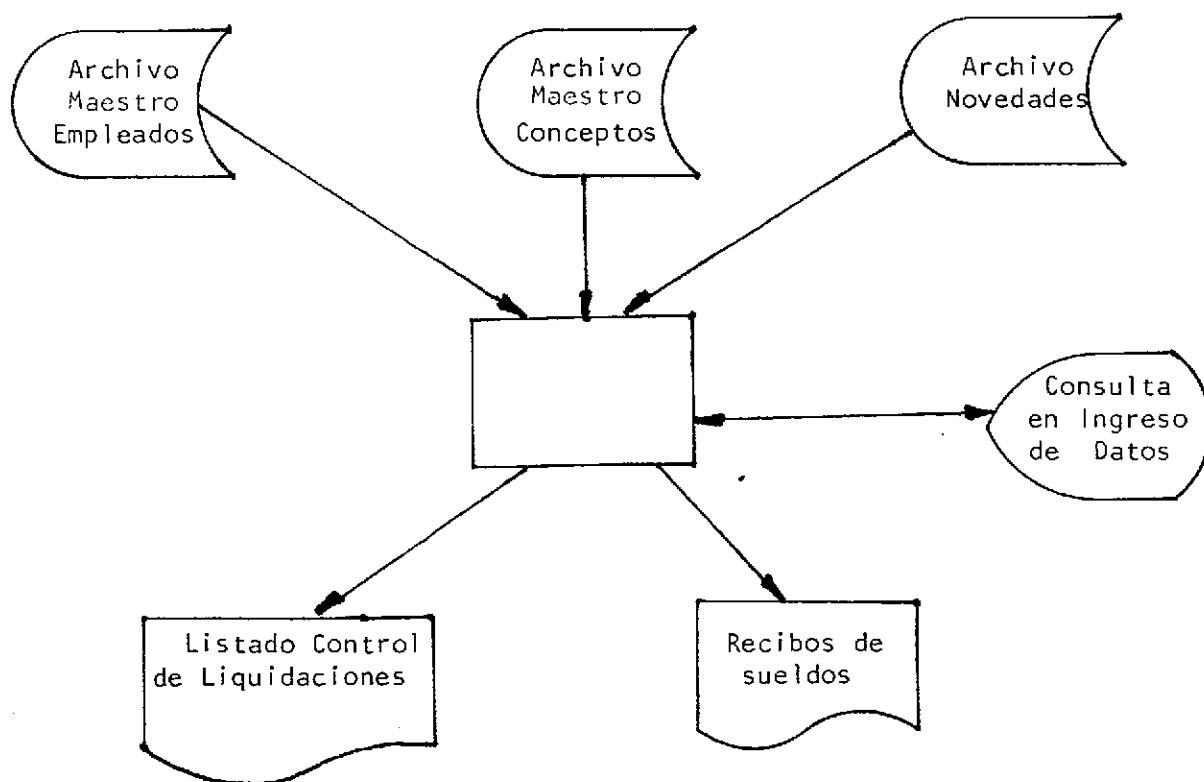 Archivo
Maestro
Empleados
Archivo
Maestro
Conceptos
Archivo
Novedades
Consulta
en Ingreso
de Datos
Listado Control
de Liquidaciones
Recibos de
sueldos